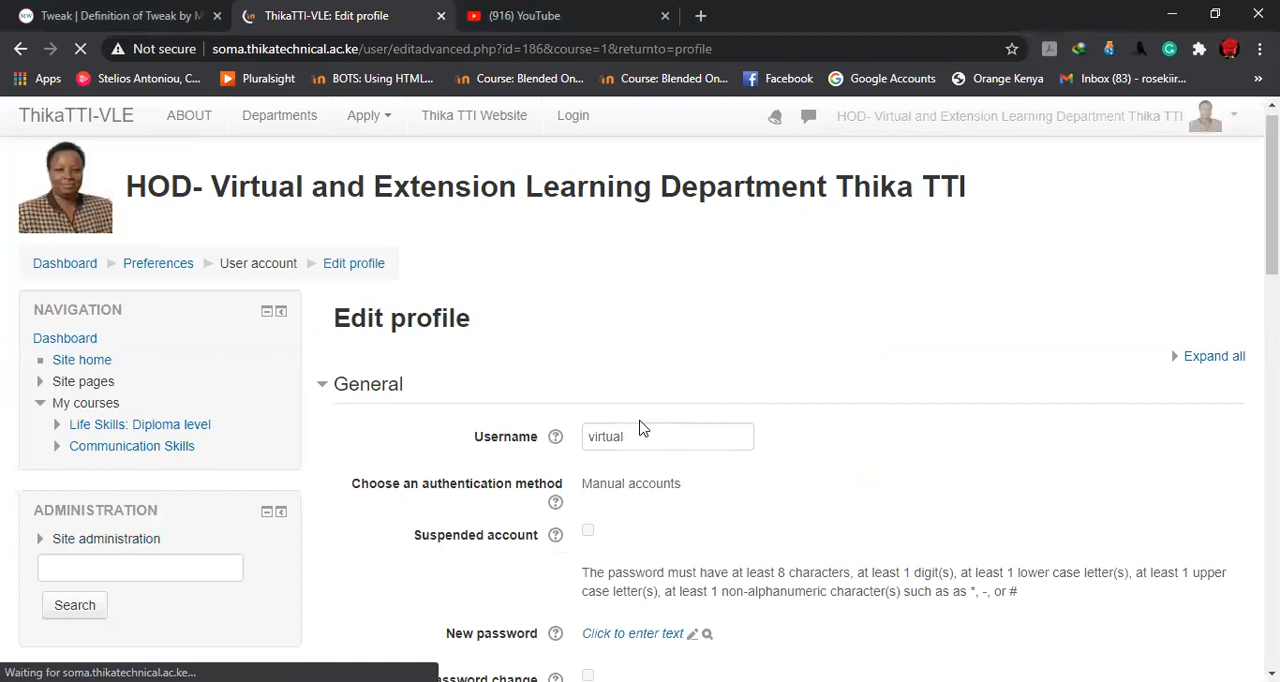 Tweak | Definition of Tweak by M
ThikaTTI-VLE: Edit profile
(916) YouTube
Not secure soma.thikatechnical.ac.ke/user/editadvanced.php?id=186&course=1&returnto=profile
Apps Stelios Antoniou, C... Pluralsight BOTS: Using HTML... Course: Blended On... Course: Blended On... Facebook Google Accounts Orange Kenya Inbox (83) - rosekiir... »
ThikaTTI-VLE ABOUT Departments Apply Thika TTI Website Login HOD- Virtual and Extension Learning Department Thika TTI
HOD- Virtual and Extension Learning Department Thika TTI
Dashboard Preferences User account Edit profile
NAVIGATION
Dashboard
Site home
Site pages
My courses
Life Skills: Diploma level
Communication Skills
ADMINISTRATION
Site administration
Search
Edit profile
Expand all
General
Username virtual
Choose an authentication method Manual accounts
Suspended account
The password must have at least 8 characters, at least 1 digit(s), at least 1 lower case letter(s), at least 1 upper
case letter(s), at least 1 non-alphanumeric character(s) such as as *, -, or #
New password Click to enter text
assword change
Waiting for soma.thikatechnical.ac.ke...